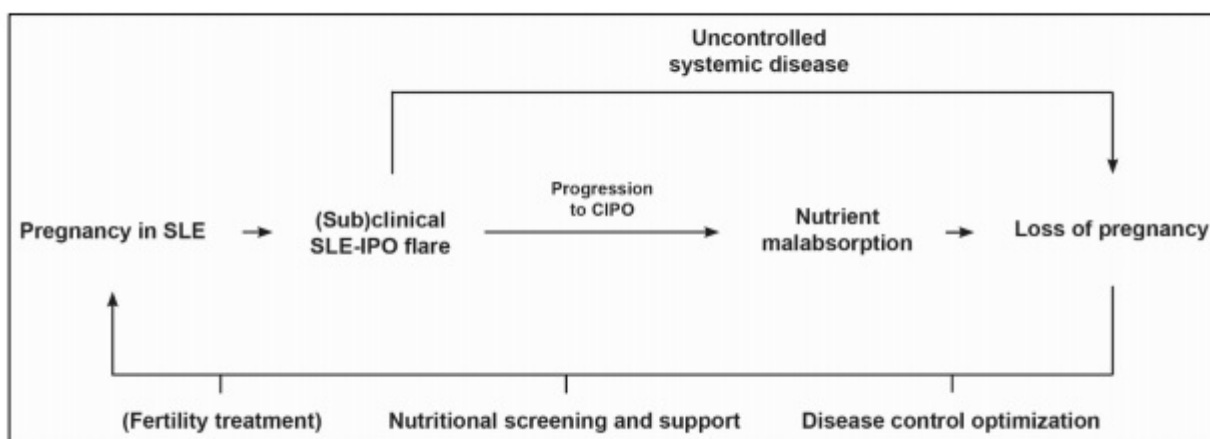 Uncontrolled
systemic disease
Progression
to CIPO
Pregnancy in SLE
(Sub)clinical
SLE-IPO flare
Nutrient
malabsorption
Loss of pregnancy
(Fertility treatment)
Nutritional screening and support
Disease control optimization